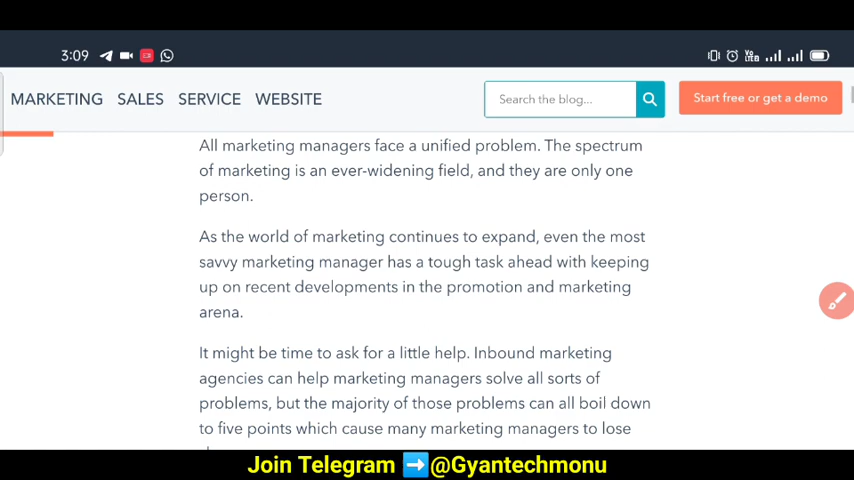 3:09
MARKETING SALES SERVICE WEBSITE Search the blog... Start free or get a demo
All marketing managers face a unified problem. The spectrum
of marketing is an ever-widening field, and they are only one
person.
As the world of marketing continues to expand, even the most
savvy marketing manager has a tough task ahead with keeping
up on recent developments in the promotion and marketing
arena.
It might be time to ask for a little help. Inbound marketing
agencies can help marketing managers solve all sorts of
problems, but the majority of those problems can all boil down
to five points which cause many marketing managers to lose
Join Telegram ➡️@Gyantechmonu